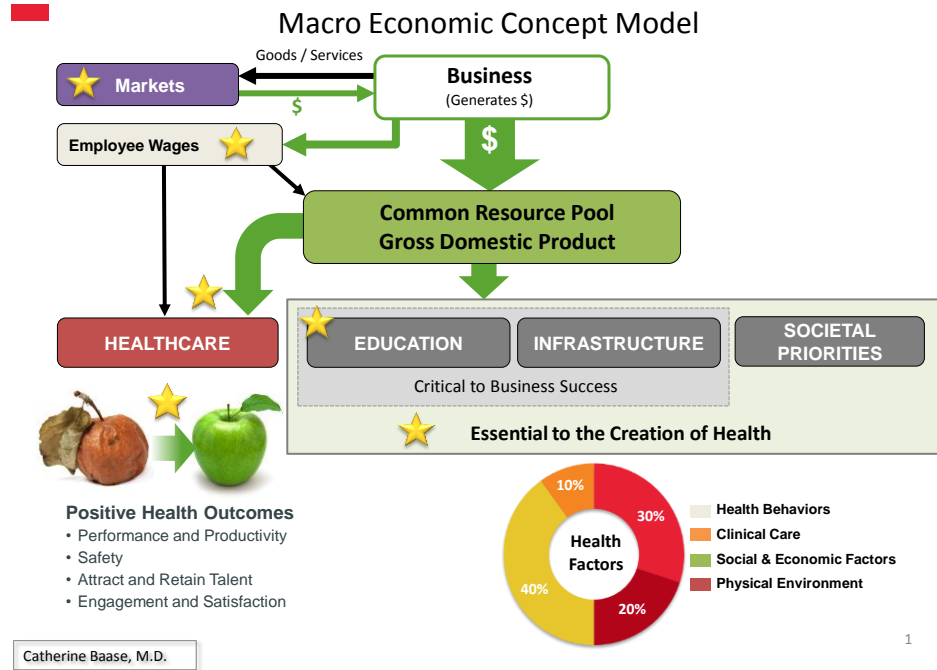 Macro Economic Concept Model
Goods / Services
Markets
$
Business
(Generates $)
Employee Wages
$
Common Resource Pool
Gross Domestic Product
HEALTHCARE
EDUCATION
INFRASTRUCTURE
SOCIETAL
PRIORITIES
Critical to Business Success
Essential to the Creation of Health
Positive Health Outcomes
• Performance and Productivity
• Safety
• Attract and Retain Talent
• Engagement and Satisfaction
10%
30%
Health
Factors
40%
20%
Health Behaviors
Clinical Care
Social & Economic Factors
Physical Environment
1
Catherine Baase, M.D.